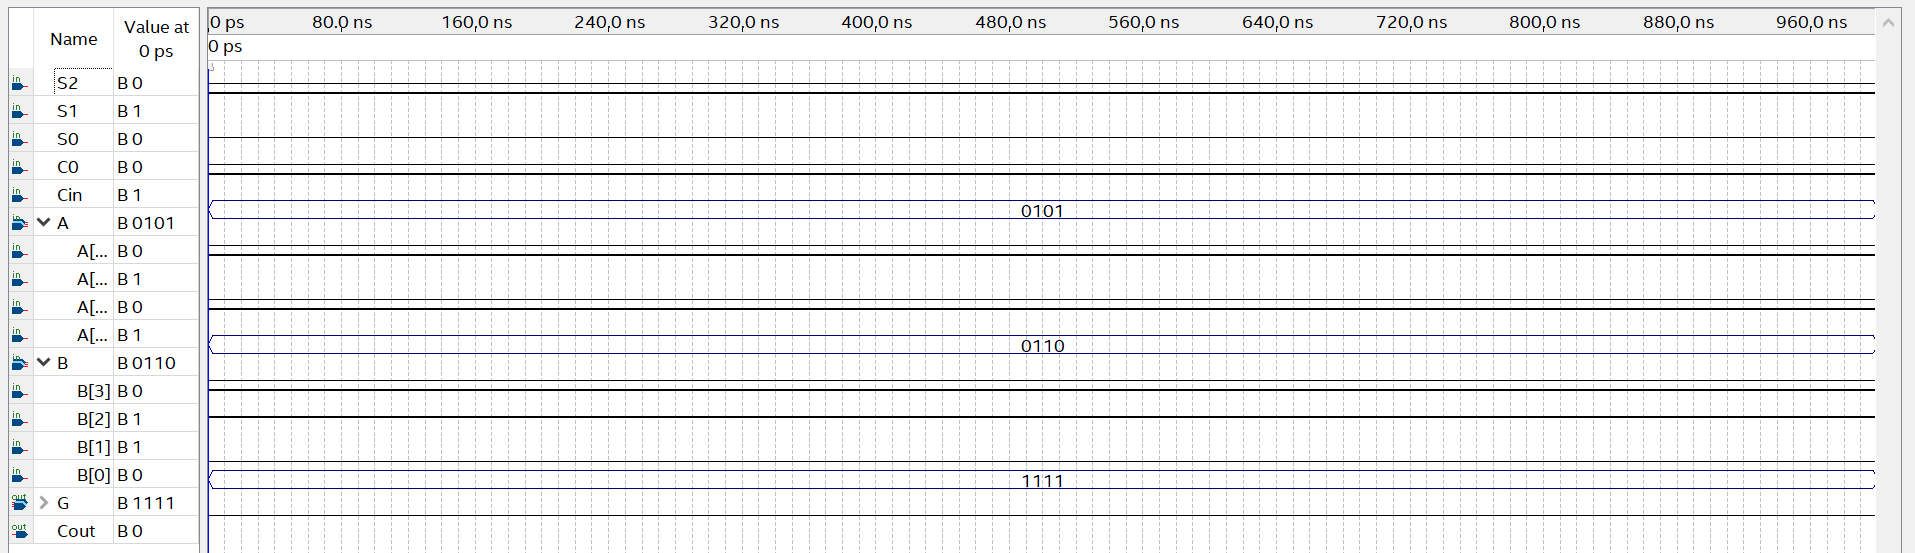 Name Value at 0 ps
0 ps 80.0 ns 160,0 ns 240,0 ns 320,0 ns 400,0 ns 480,0 ns 560,0 ns 640,0 ns 720,0 ns 800,0 ns 880,0 ns 960,0 ns
0 ps
in S2 B 0
in S1 B 1
in S0 B 0
in C0 B 0
in Cin B 1
in A B 0101
0101
in A[... B 0
in A[... B 1
in A[... B 0
in A[... B 1
0110
in B B 0110
in B[3] B 0
in B[2] B 1
in B[1] B 1
in B[0] B 0
1111
out G B 1111
out Cout B 0